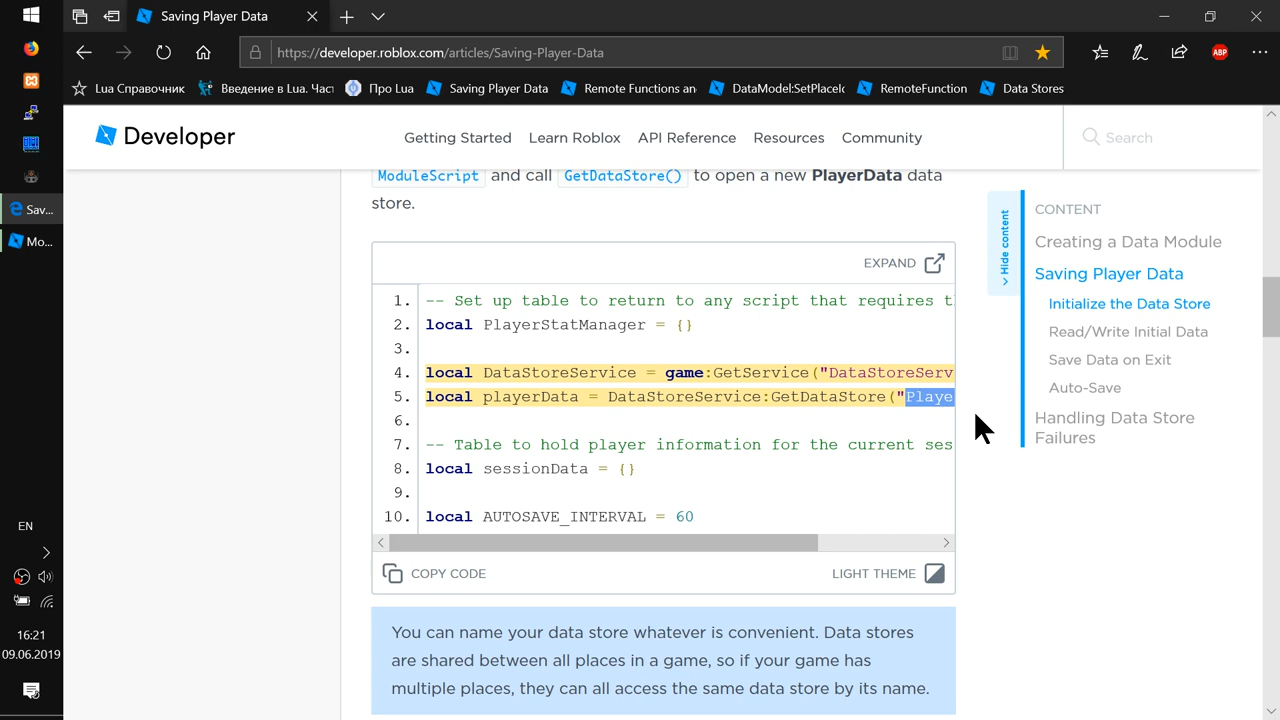 Saving Player Data
https://developer.roblox.com/articles/Saving-Player-Data
ABP
Lua Справочник
Введение в Lua. Част
Про Lua
Saving Player Data
Remote Functions an
DataModel:SetPlaceIc
RemoteFunction
Data Stores
Developer
Getting Started
Learn Roblox
API Reference
Resources
Community
Search
ModuleScript and call GetDataStore() to open a new PlayerData data
store.
EXPAND
1. -- Set up table to return to any script that requires t
2. local PlayerStatManager = {}
3.
4. local DataStoreService = game:GetService("DataStoreServ
5. local playerData = DataStoreService:GetDataStore("Playe
6.
7. -- Table to hold player information for the current ses
8. local sessionData = {}
9.
10. local AUTOSAVE_INTERVAL = 60
COPY CODE
LIGHT THEME
You can name your data store whatever is convenient. Data stores
are shared between all places in a game, so if your game has
multiple places, they can all access the same data store by its name.
Hide content
CONTENT
Creating a Data Module
Saving Player Data
Initialize the Data Store
Read/Write Initial Data
Save Data on Exit
Auto-Save
Handling Data Store
Failures
Sav...
Mo...
EN
16:21
09.06.2019